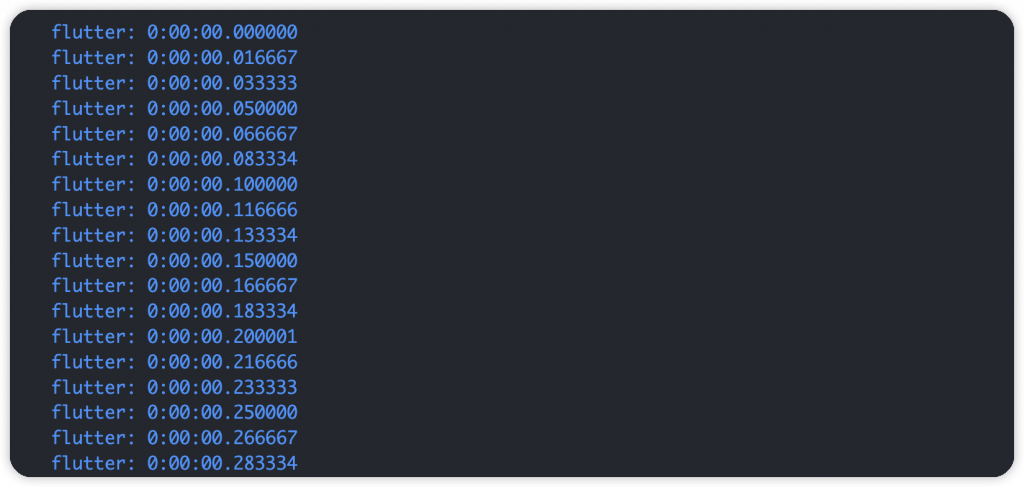 flutter: 0:00:00.000000
flutter: 0:00:00.016667
flutter: 0:00:00.033333
flutter: 0:00:00.050000
flutter: 0:00:00.066667
flutter: 0:00:00.083334
flutter: 0:00:00.100000
flutter: 0:00:00.116666
flutter: 0:00:00.133334
flutter: 0:00:00.150000
flutter: 0:00:00.166667
flutter: 0:00:00.183334
flutter: 0:00:00.200001
flutter: 0:00:00.216666
flutter: 0:00:00.233333
flutter: 0:00:00.250000
flutter: 0:00:00.266667
flutter: 0:00:00.283334